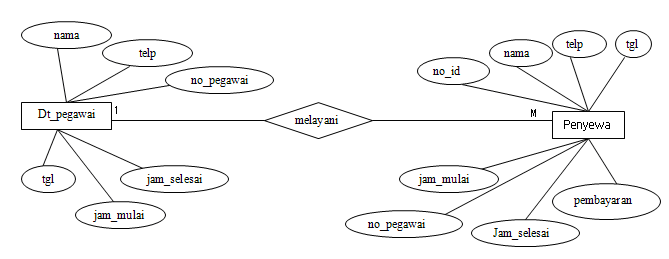 nama
telp
no_pegawai
Dt_pegawai
1
tgl
jam_mulai
jam_selesai
melayani
M
no_id
nama
telp
tgl
Penyewa
jam_mulai
no_pegawai
Jam_selesai
pembayaran